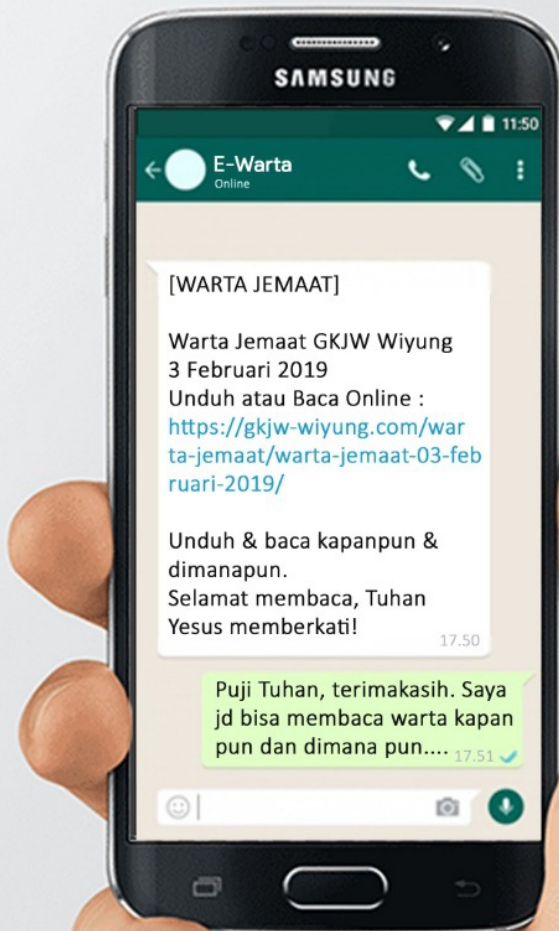 SAMSUNG
11:50
E-Warta
Online
[WARTA JEMAAT]
Warta Jemaat GKJW Wiyung
3 Februari 2019
Unduh atau Baca Online :
https://gkjw-wiyung.com/war
ta-jemaat/warta-jemaat-03-feb
ruari-2019/
Unduh & baca kapanpun &
dimanapun.
Selamat membaca, Tuhan
Yesus memberkati!
17.50
Puji Tuhan, terimakasih. Saya
jd bisa membaca warta kapan
pun dan dimana pun....
17.51